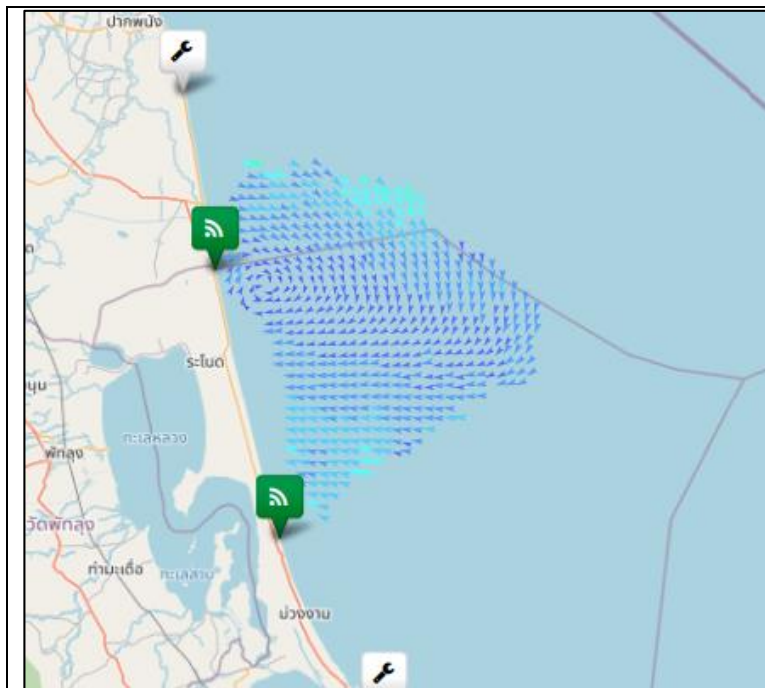 ปากพนัง
ระโนด
นุน
ทะเลหลวง
พัทลุง
วัดพัทลุง
ท่ามะเดื่อ
ทะเลสาบ
ม่วงงาม